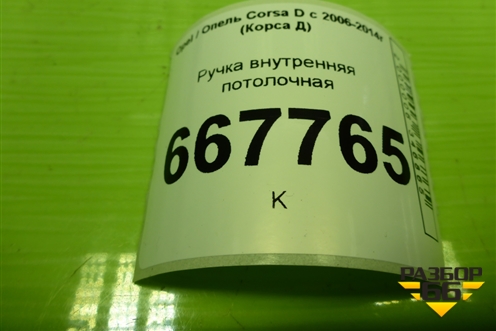 Opel / Опель Corsa D с 2006-2014г
(Корса Д)
Ручка внутренняя
потолочная
667765
К
РАЗБОР
66